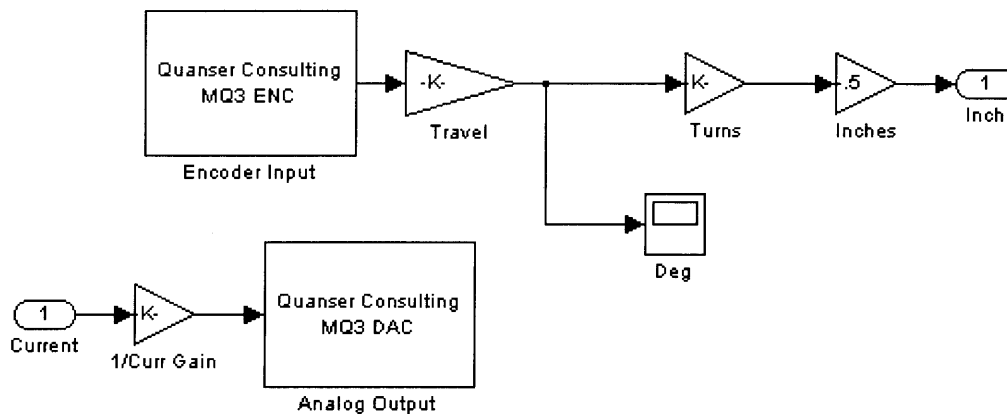 Quanser Consulting
MQ3 ENC
Encoder Input
-K-
Travel
K-
Turns
.5
Inches
1
Inch
Deg
1
Current
K-
1/Curr Gain
Quanser Consulting
MQ3 DAC
Analog Output